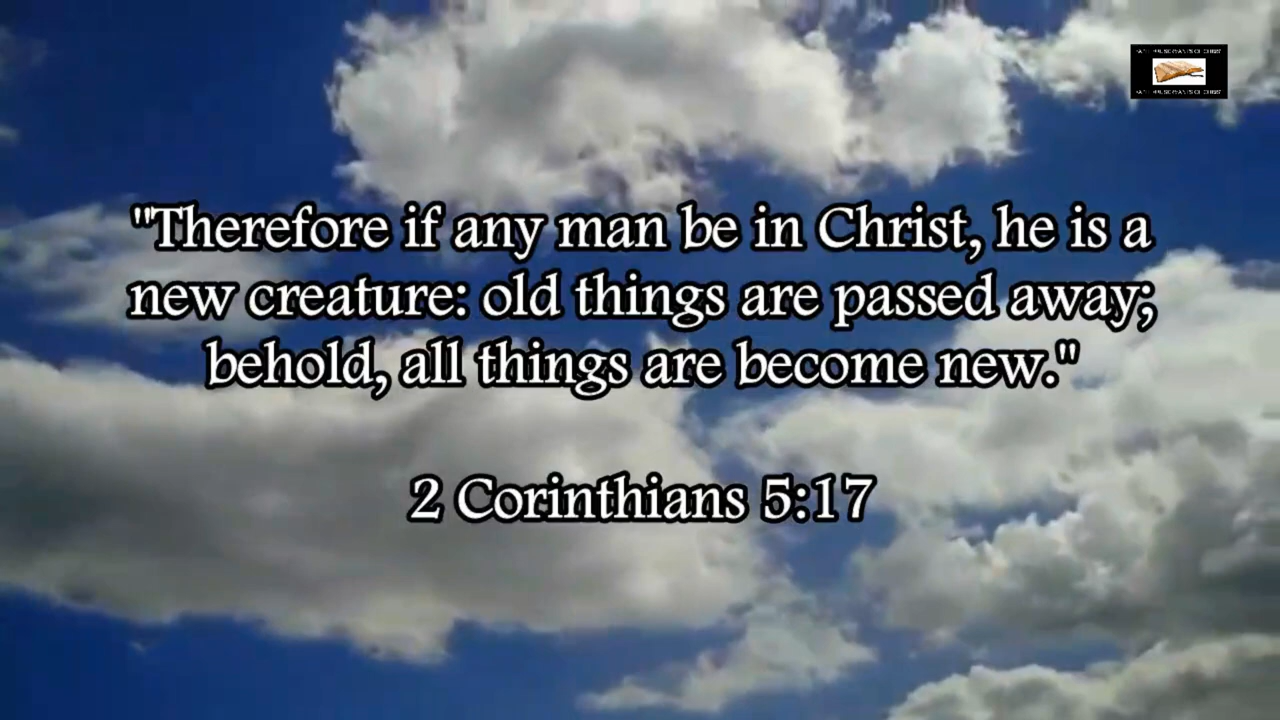 "Therefore if any man be in Christ, he is a
new creature: old things are passed away;
behold, all things are become new."
2 Corinthians 5:17